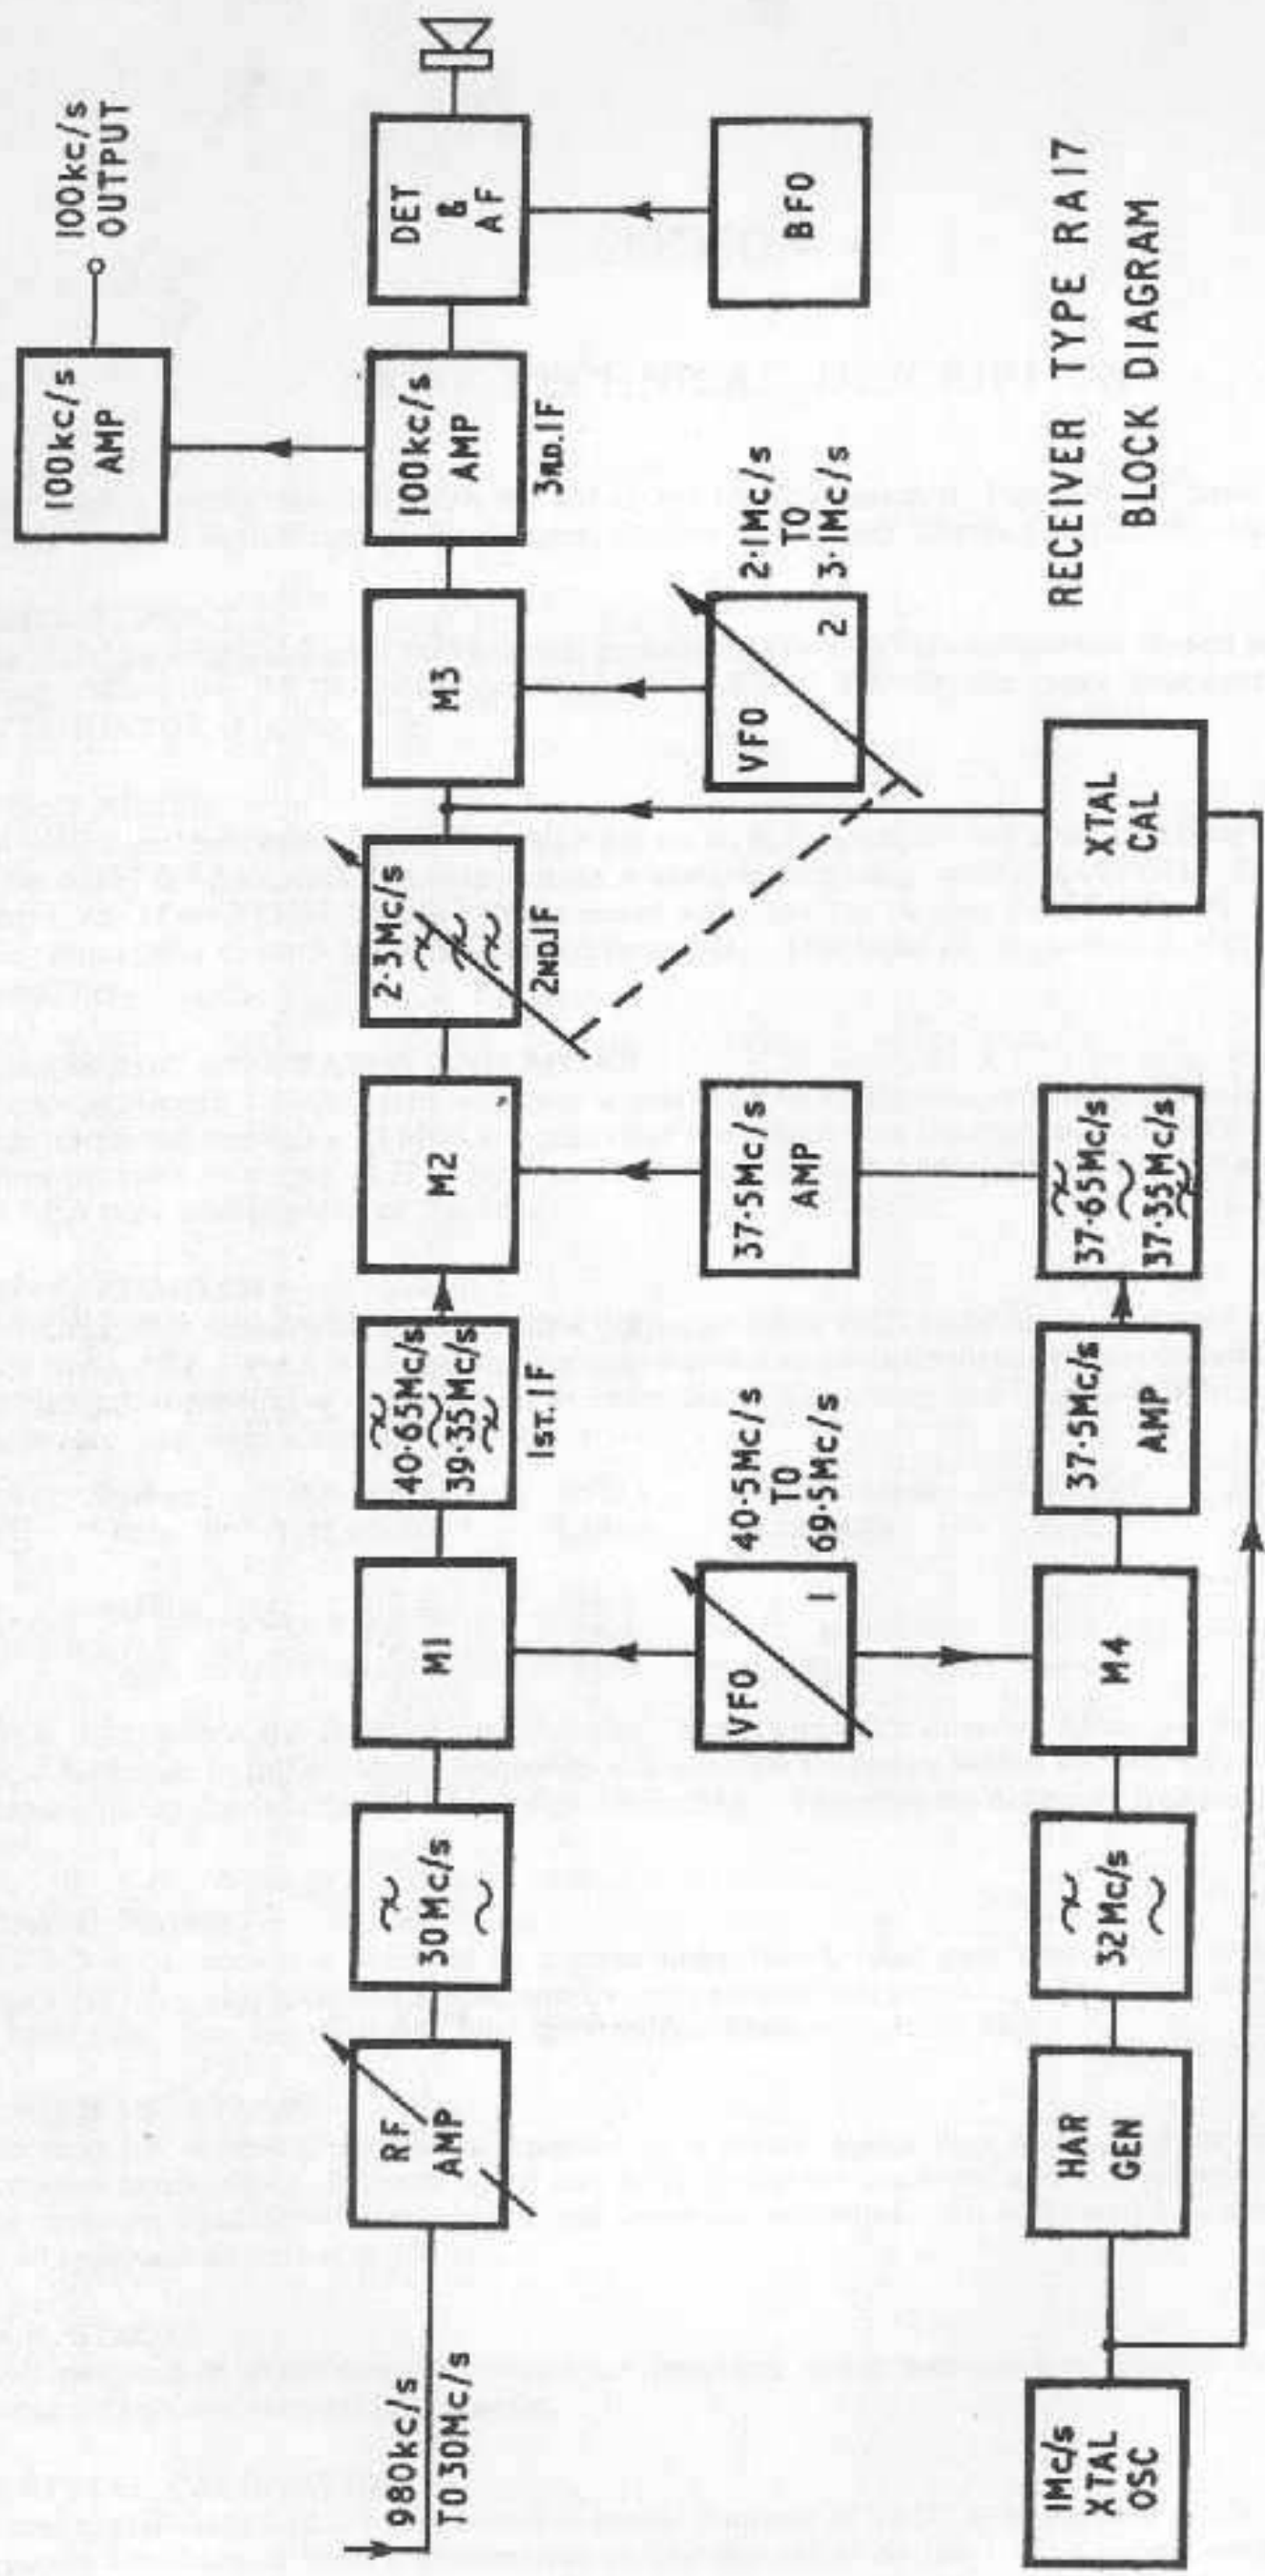 980kc/s
TO 30Mc/s
RF
AMP
30Mc/s
M1
40·65Mc/s
39·35Mc/s
1ST.IF
M2
2·3Mc/s
2ND.IF
M3
100kc/s
AMP
3RD.IF
100kc/s
AMP
100kc/s
OUTPUT
DET
&
AF
BFO
VFO
1
40·5Mc/s
TO
69·5Mc/s
37·5Mc/s
AMP
VFO
2
2·1Mc/s
TO
3·1Mc/s
1Mc/s
XTAL
OSC
HAR
GEN
32Mc/s
M4
37·5Mc/s
AMP
37·65Mc/s
37·35Mc/s
XTAL
CAL
RECEIVER TYPE RA17
BLOCK DIAGRAM